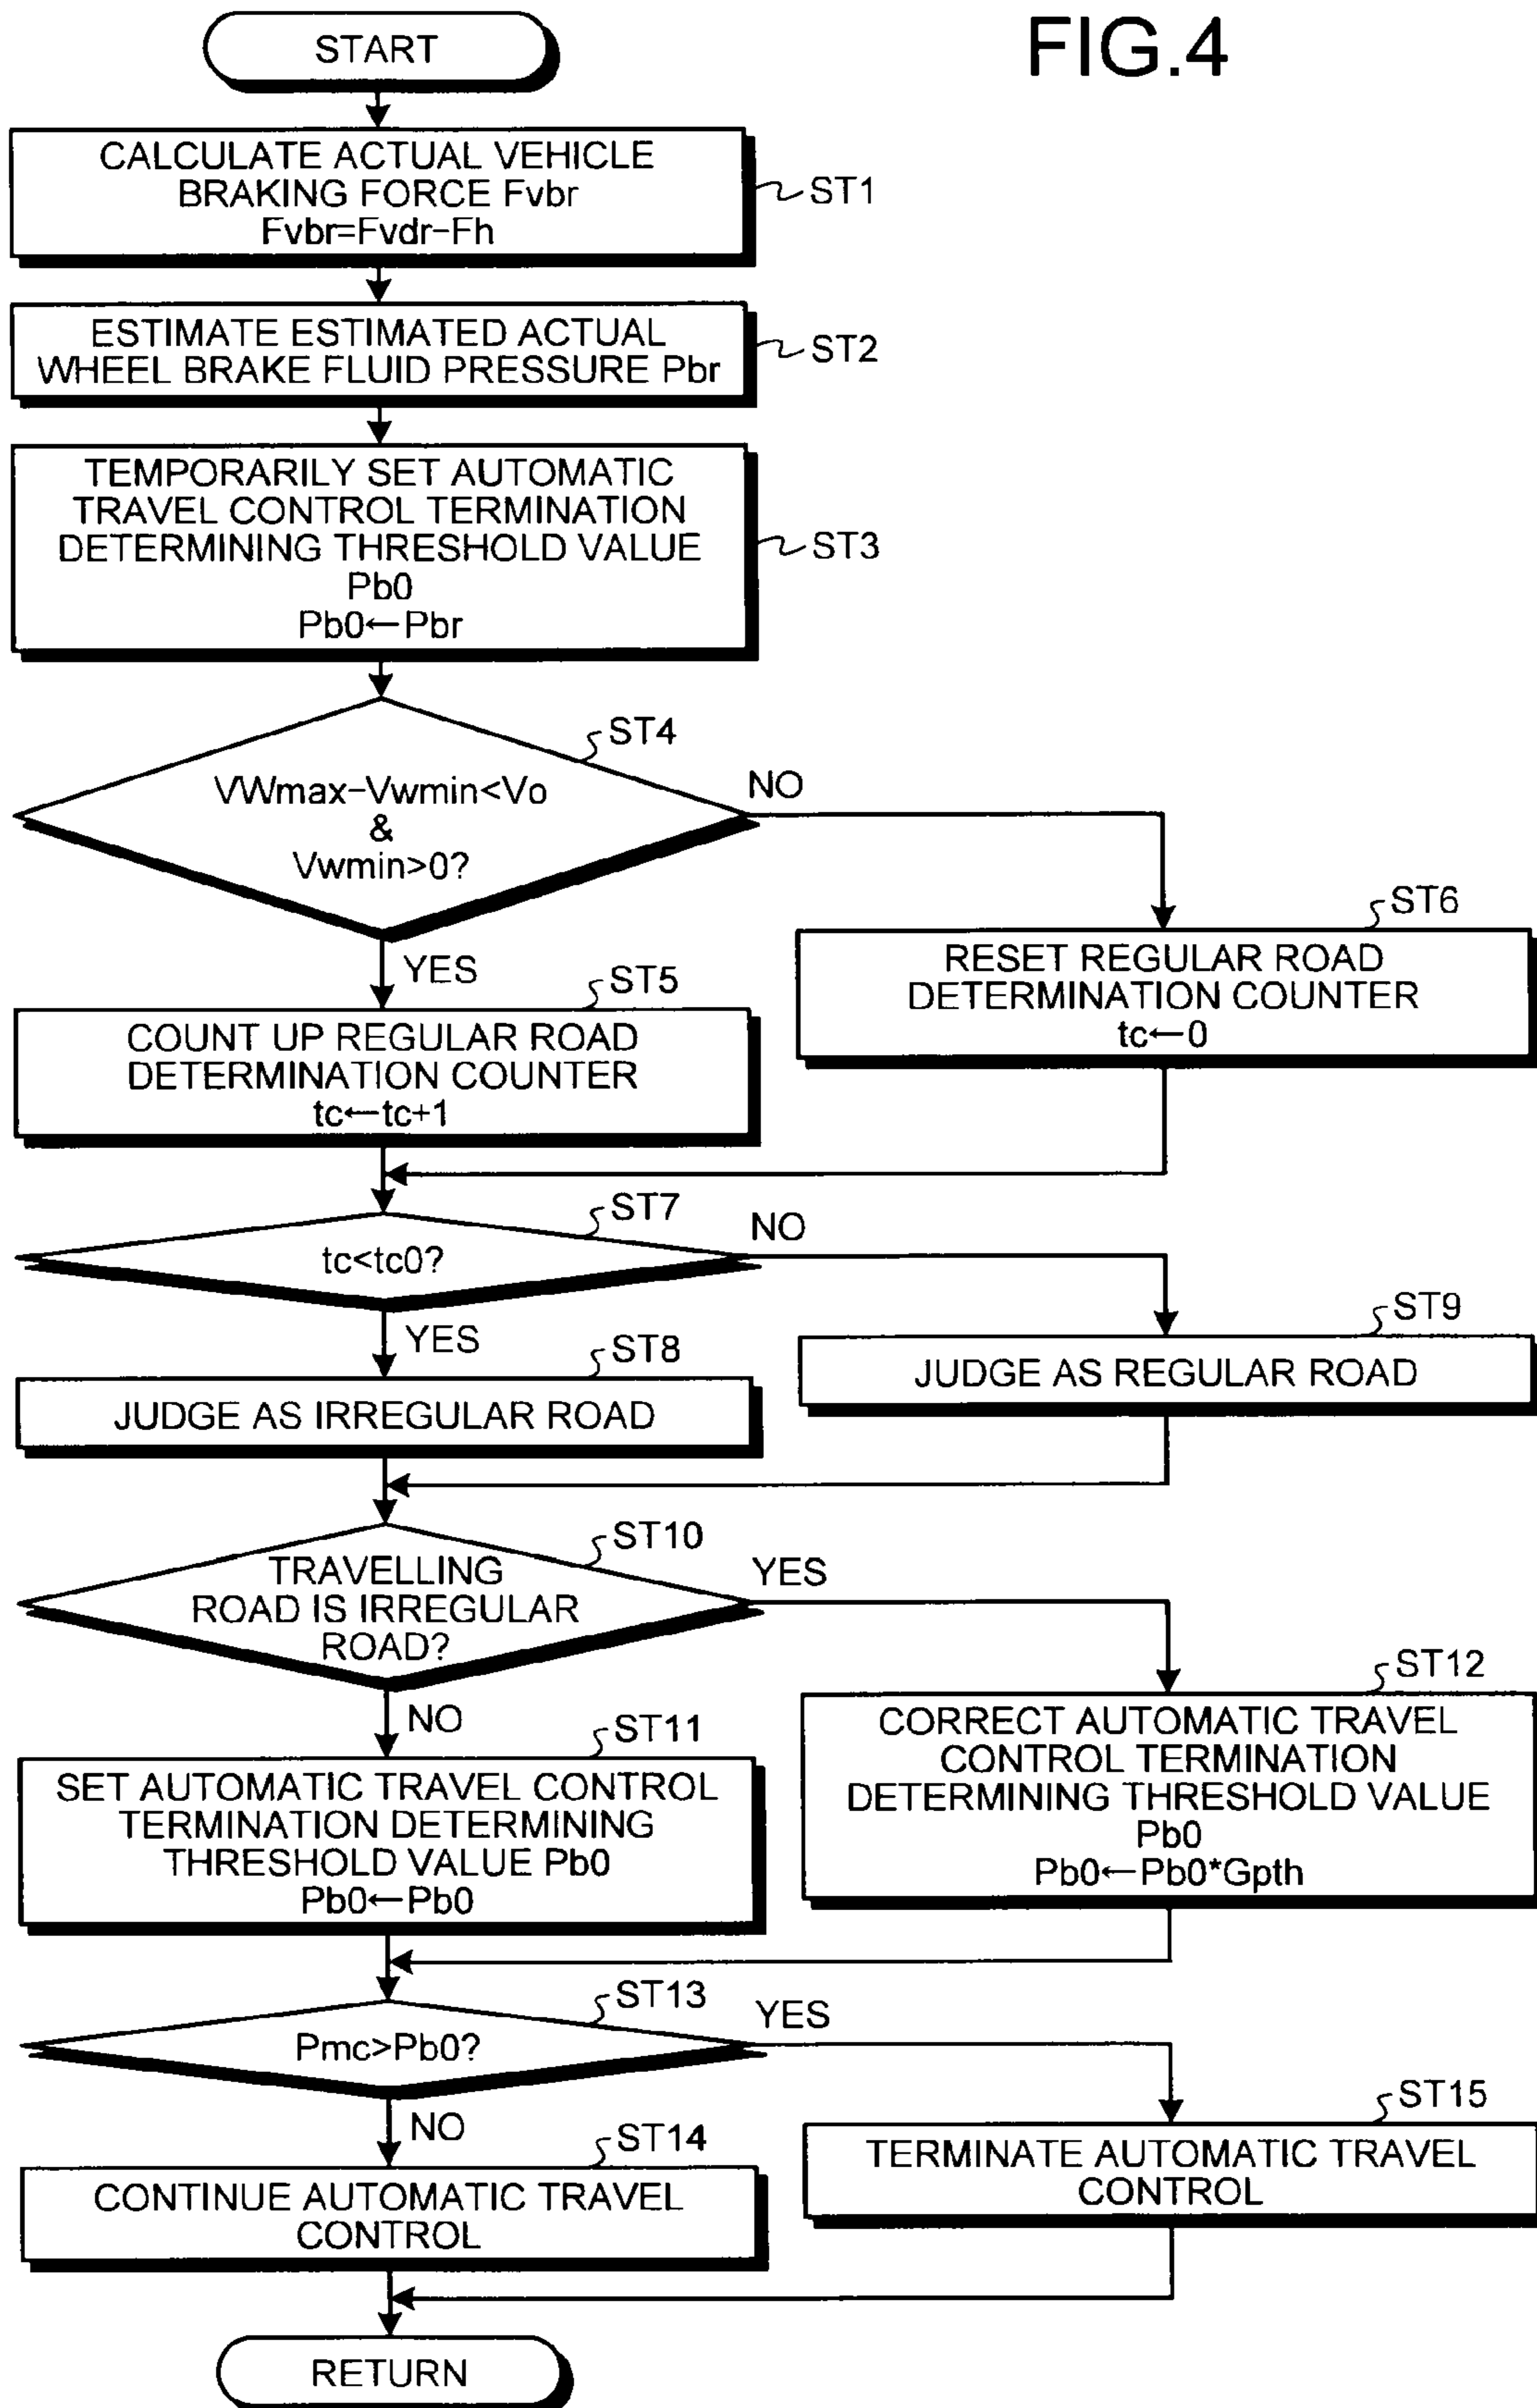 FIG.4
START
CALCULATE ACTUAL VEHICLE
BRAKING FORCE Fvbr
Fvbr=Fvdr-Fh
ST1
ESTIMATE ESTIMATED ACTUAL
WHEEL BRAKE FLUID PRESSURE Pbr
ST2
TEMPORARILY SET AUTOMATIC
TRAVEL CONTROL TERMINATION
DETERMINING THRESHOLD VALUE
Pb0
Pb0←Pbr
ST3
ST4
VWmax-Vwmin<Vo
&
Vwmin>0?
NO
YES
ST5
COUNT UP REGULAR ROAD
DETERMINATION COUNTER
tc←tc+1
ST6
RESET REGULAR ROAD
DETERMINATION COUNTER
tc←0
ST7
tc<tc0?
NO
YES
ST8
JUDGE AS IRREGULAR ROAD
ST9
JUDGE AS REGULAR ROAD
ST10
TRAVELLING
ROAD IS IRREGULAR
ROAD?
YES
NO
ST11
SET AUTOMATIC TRAVEL CONTROL
TERMINATION DETERMINING
THRESHOLD VALUE Pb0
Pb0←Pb0
ST12
CORRECT AUTOMATIC TRAVEL
CONTROL TERMINATION
DETERMINING THRESHOLD VALUE
Pb0
Pb0←Pb0*Gpth
ST13
Pmc>Pb0?
YES
NO
ST14
CONTINUE AUTOMATIC TRAVEL
CONTROL
ST15
TERMINATE AUTOMATIC TRAVEL
CONTROL
RETURN